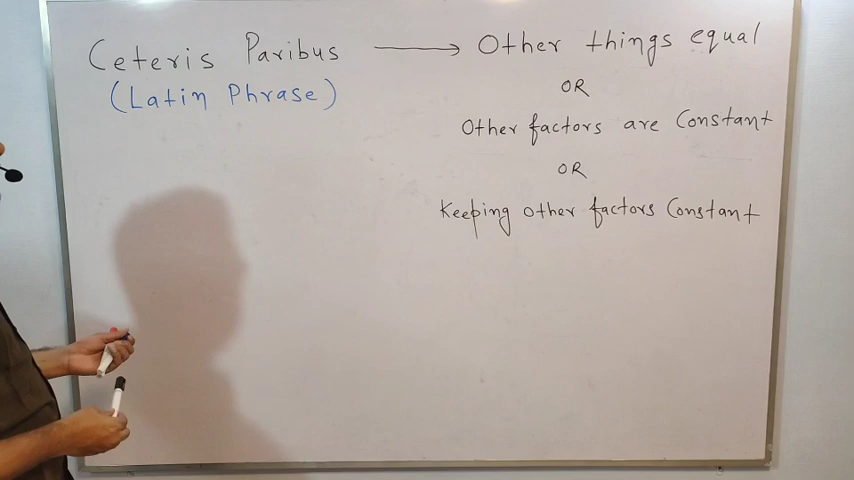 Ceteris Paribus → Other things equal
(Latin Phrase)
OR
Other factors are Constant
OR
Keeping other factors Constant